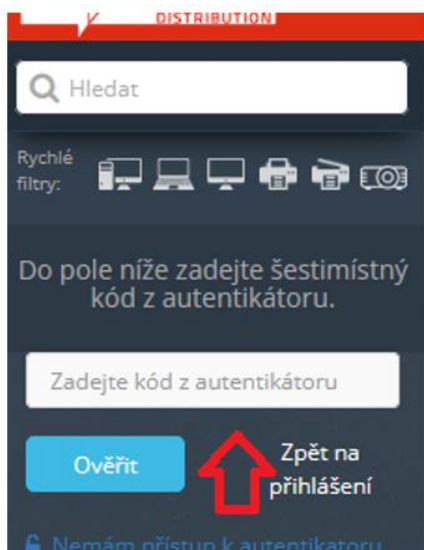 DISTRIBUTION
Hledat
Rychlé
filtry:
Do pole níže zadejte šestimístný
kód z autentikátoru.
Zadejte kód z autentikátoru
Ověřit
Zpět na
přihlášení
Nemám přístup k autentikatoru